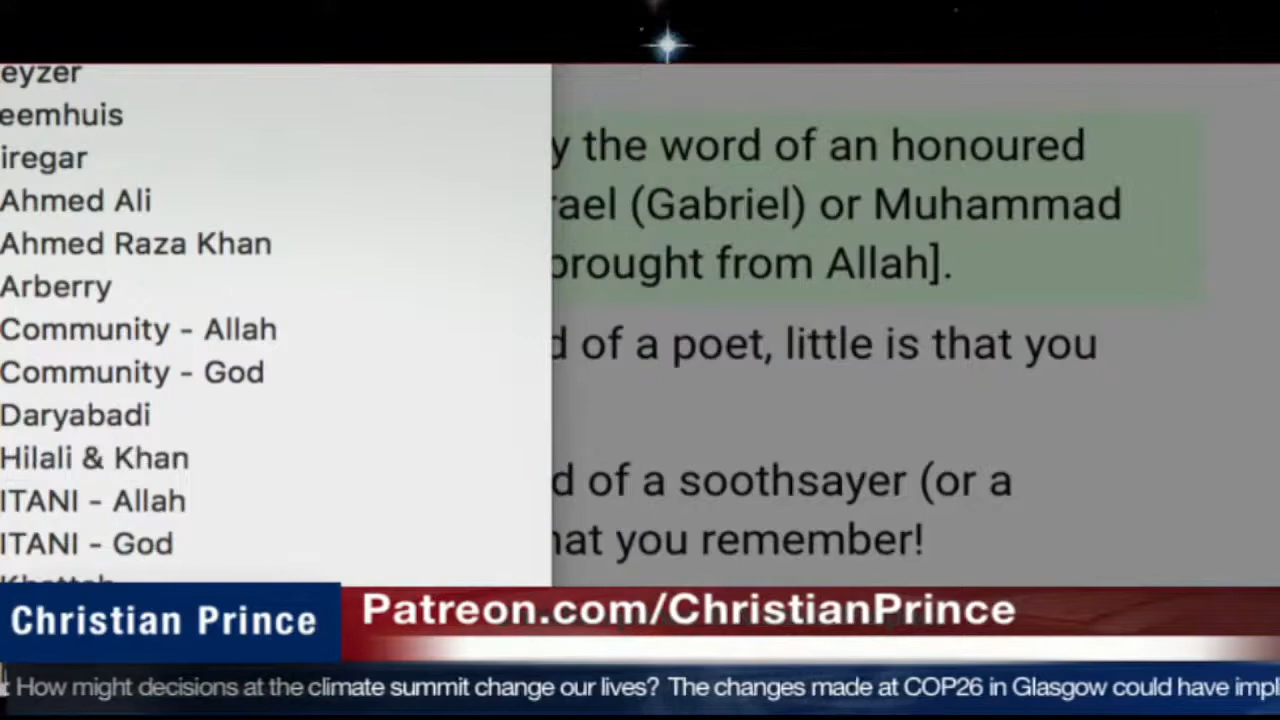 eyzer
eemhuis
iregar
Ahmed Ali
Ahmed Raza Khan
Arberry
Community - Allah
Community - God
Daryabadi
Hilali & Khan
ITANI - Allah
ITANI - God
y the word of an honoured
rael (Gabriel) or Muhammad
brought from Allah].
d of a poet, little is that you
d of a soothsayer (or a
hat you remember!
Christian Prince
Patreon.com/ChristianPrince
How might decisions at the climate summit change our lives? The changes made at COP26 in Glasgow could have impl